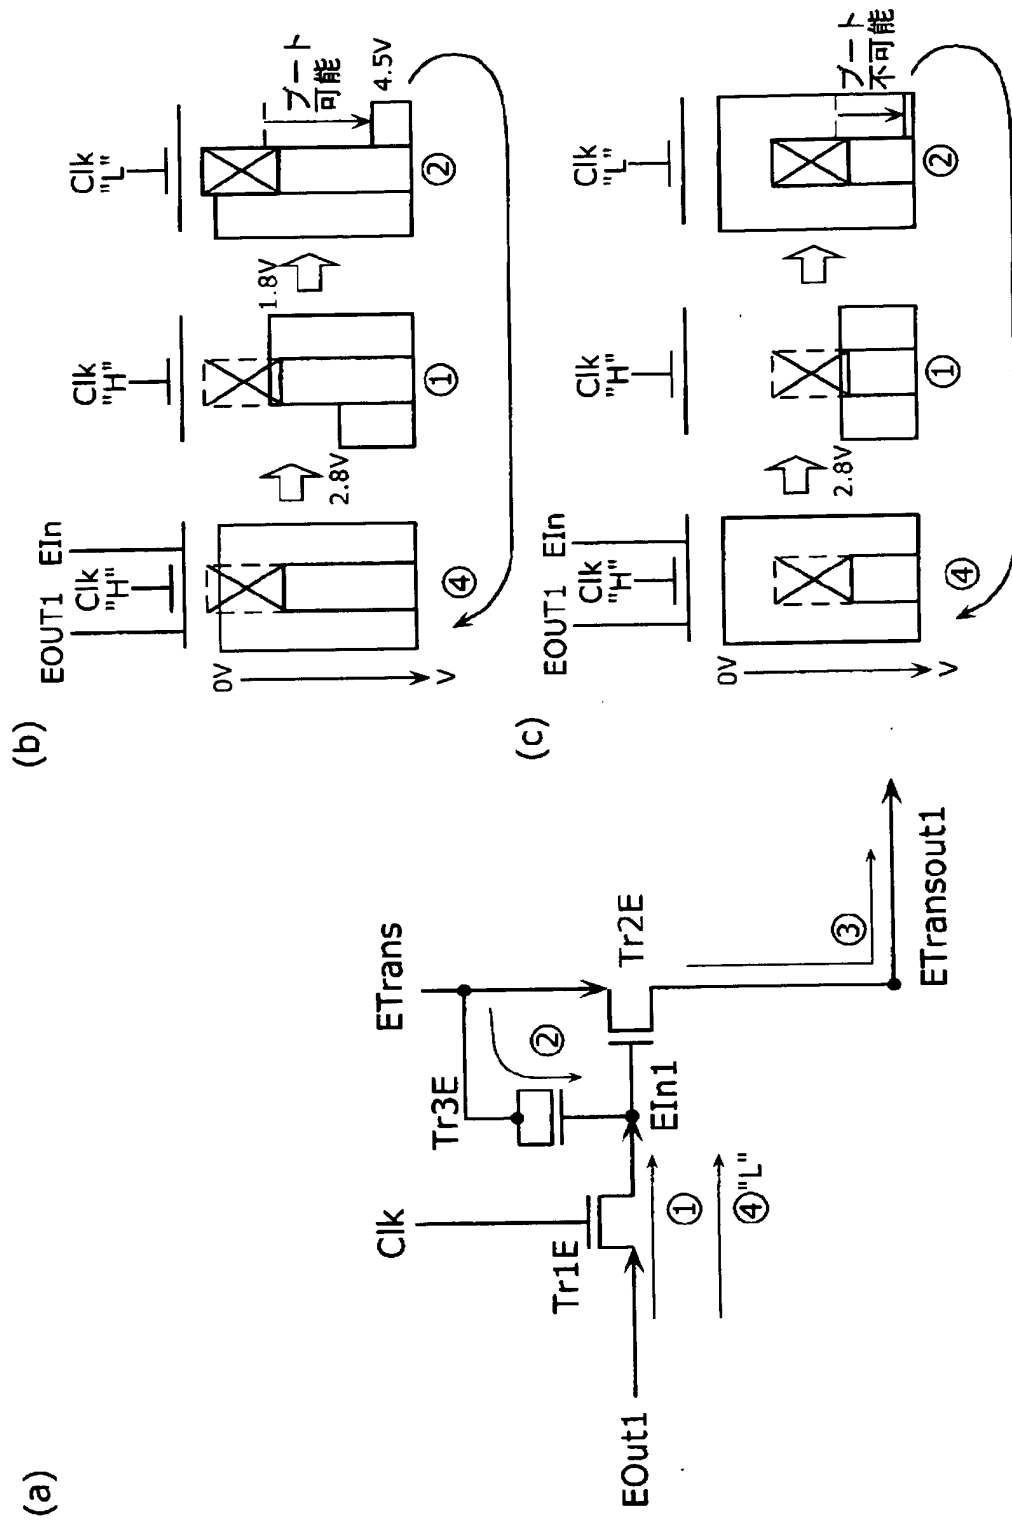 (a)
Clk
Tr1E
EOut1
①
④"L"
Tr3E
②
ETrans
EIn1
Tr2E
③
ETransout1
(b)
EOUT1
EIn
Clk
"H"
0V
V
④
2.8V
Clk
"H"
①
1.8V
Clk
"L"
ブート
可能
4.5V
②
(c)
EOUT1
EIn
Clk
"H"
0V
V
④
2.8V
Clk
"H"
①
Clk
"L"
ブート
不可能
②